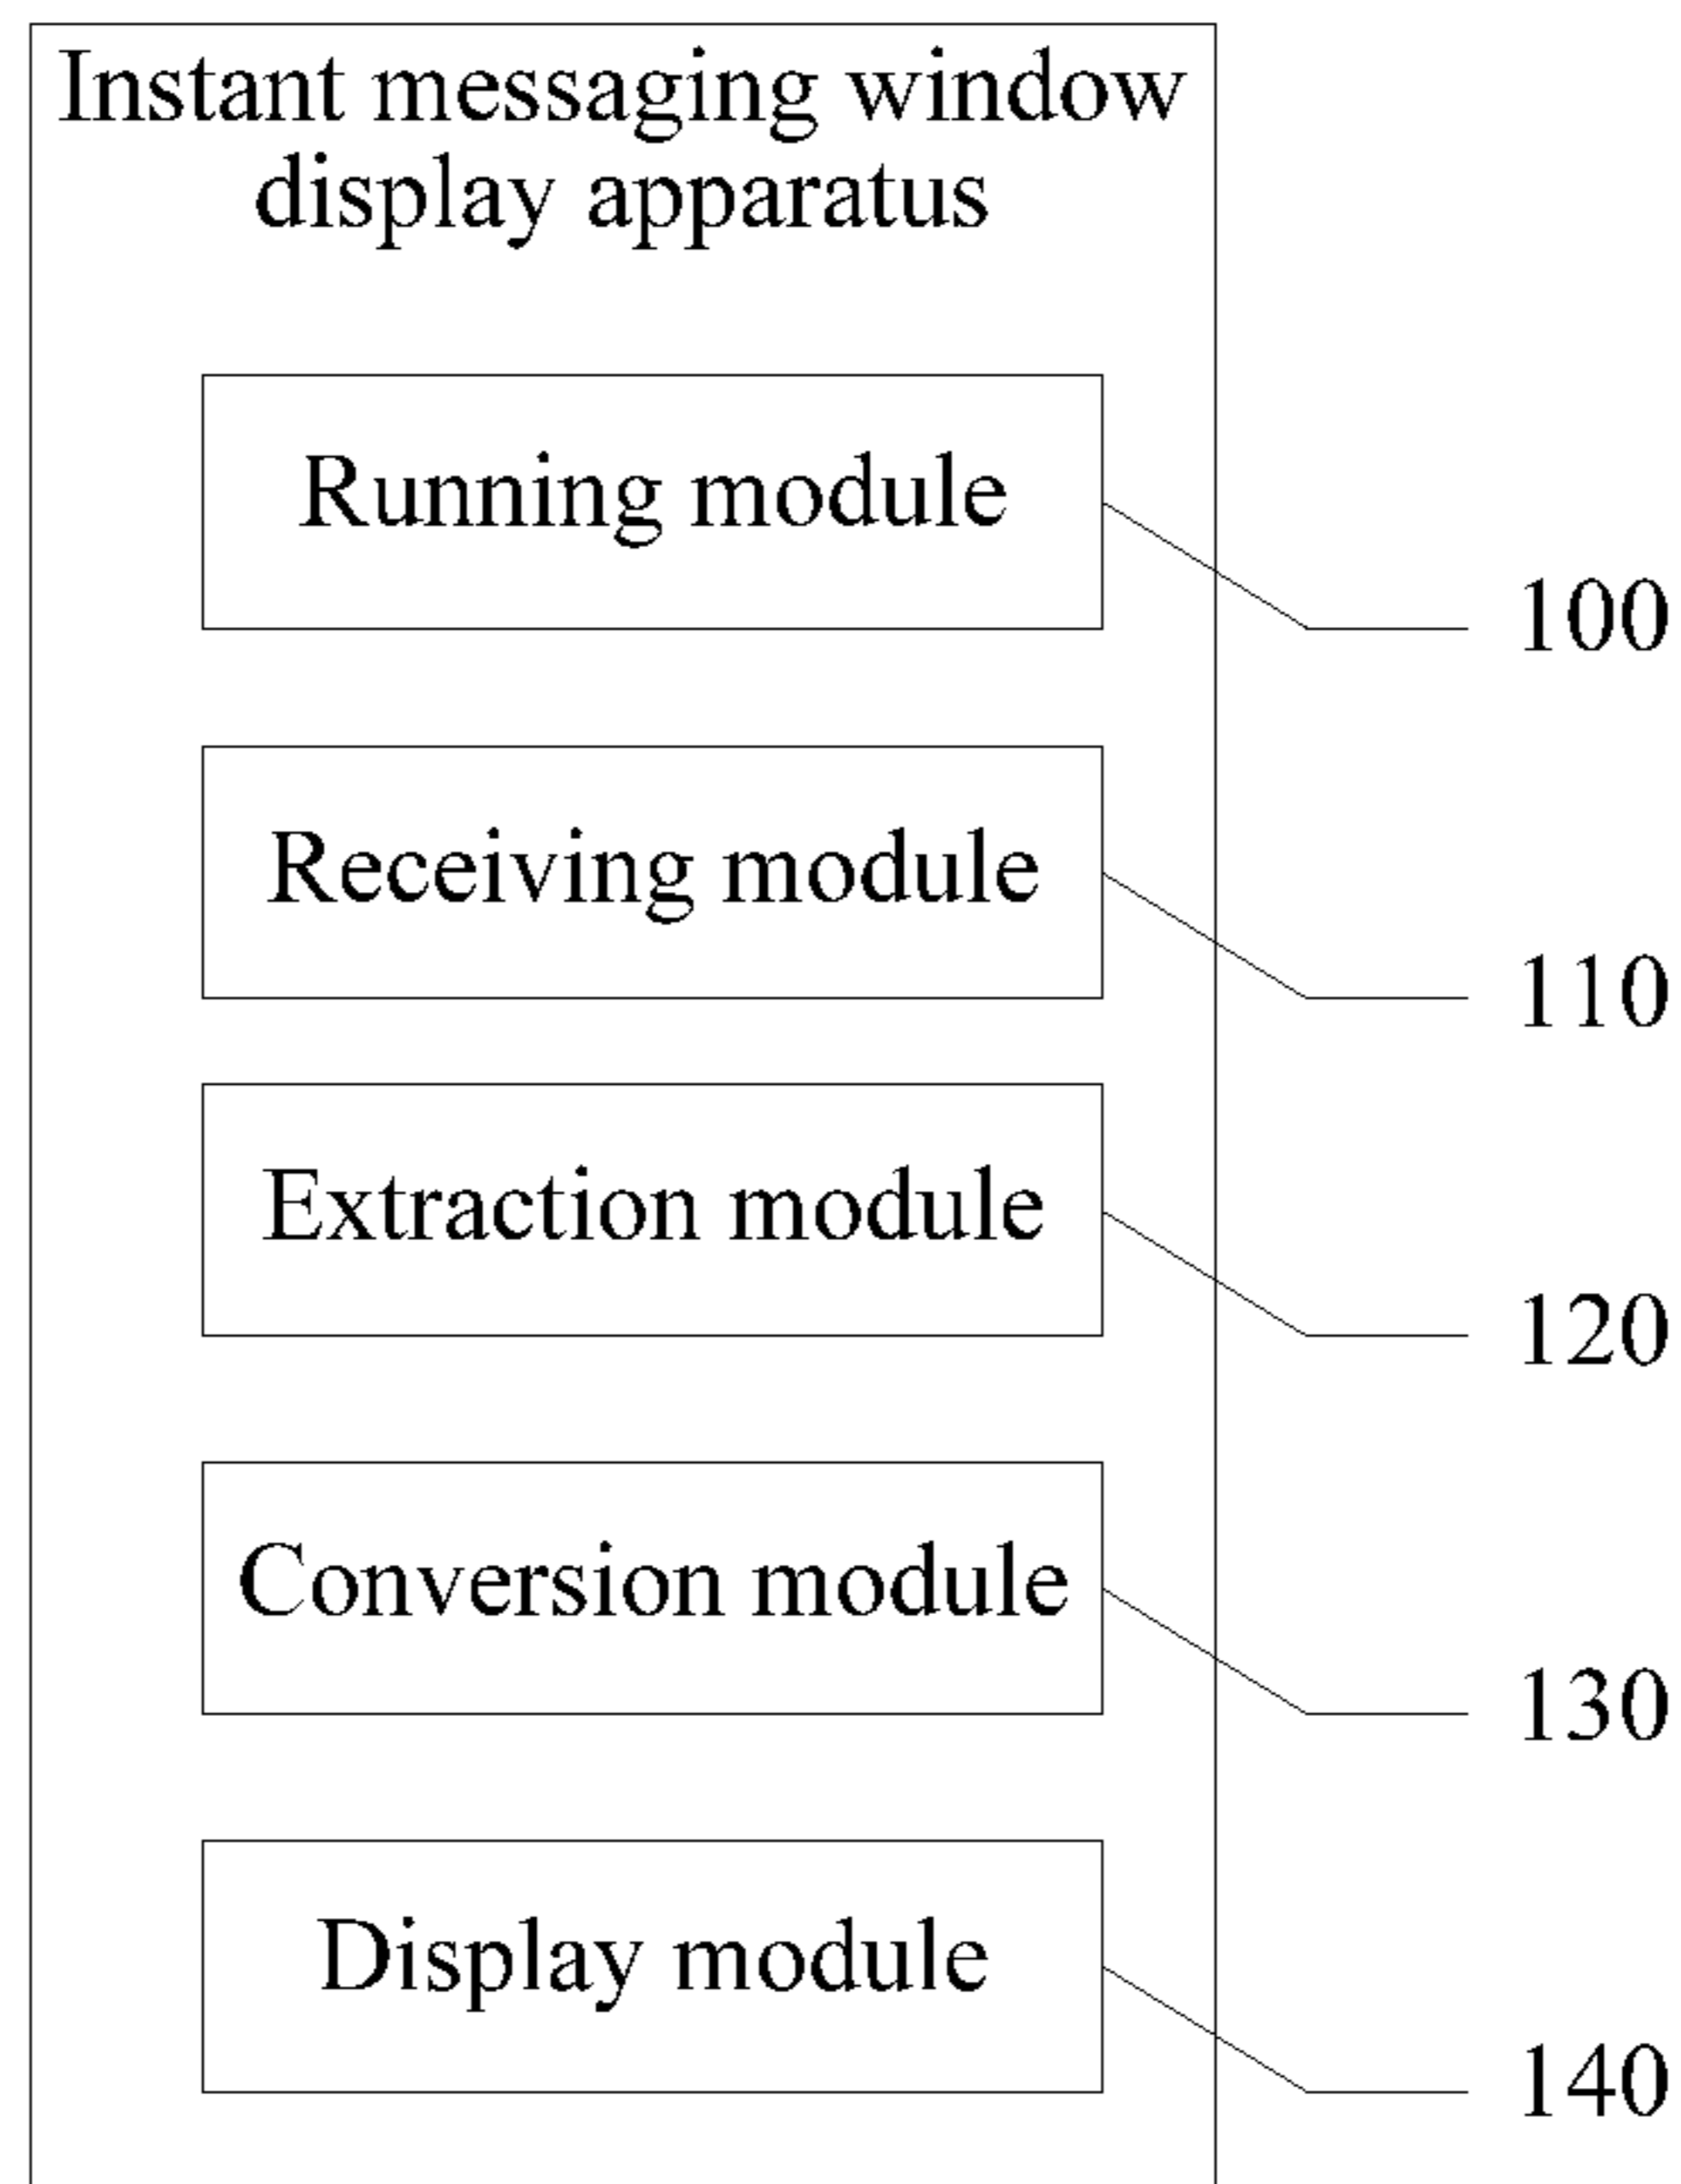 Instant messaging window
display apparatus
Running module
100
Receiving module
110
Extraction module
120
Conversion module
130
Display module
140